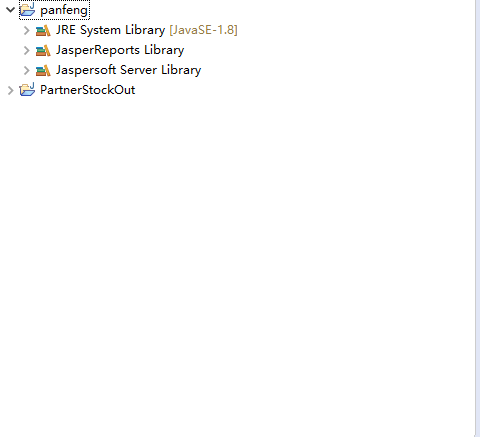 panfeng
JRE System Library [JavaSE-1.8]
JasperReports Library
Jaspersoft Server Library
PartnerStockOut